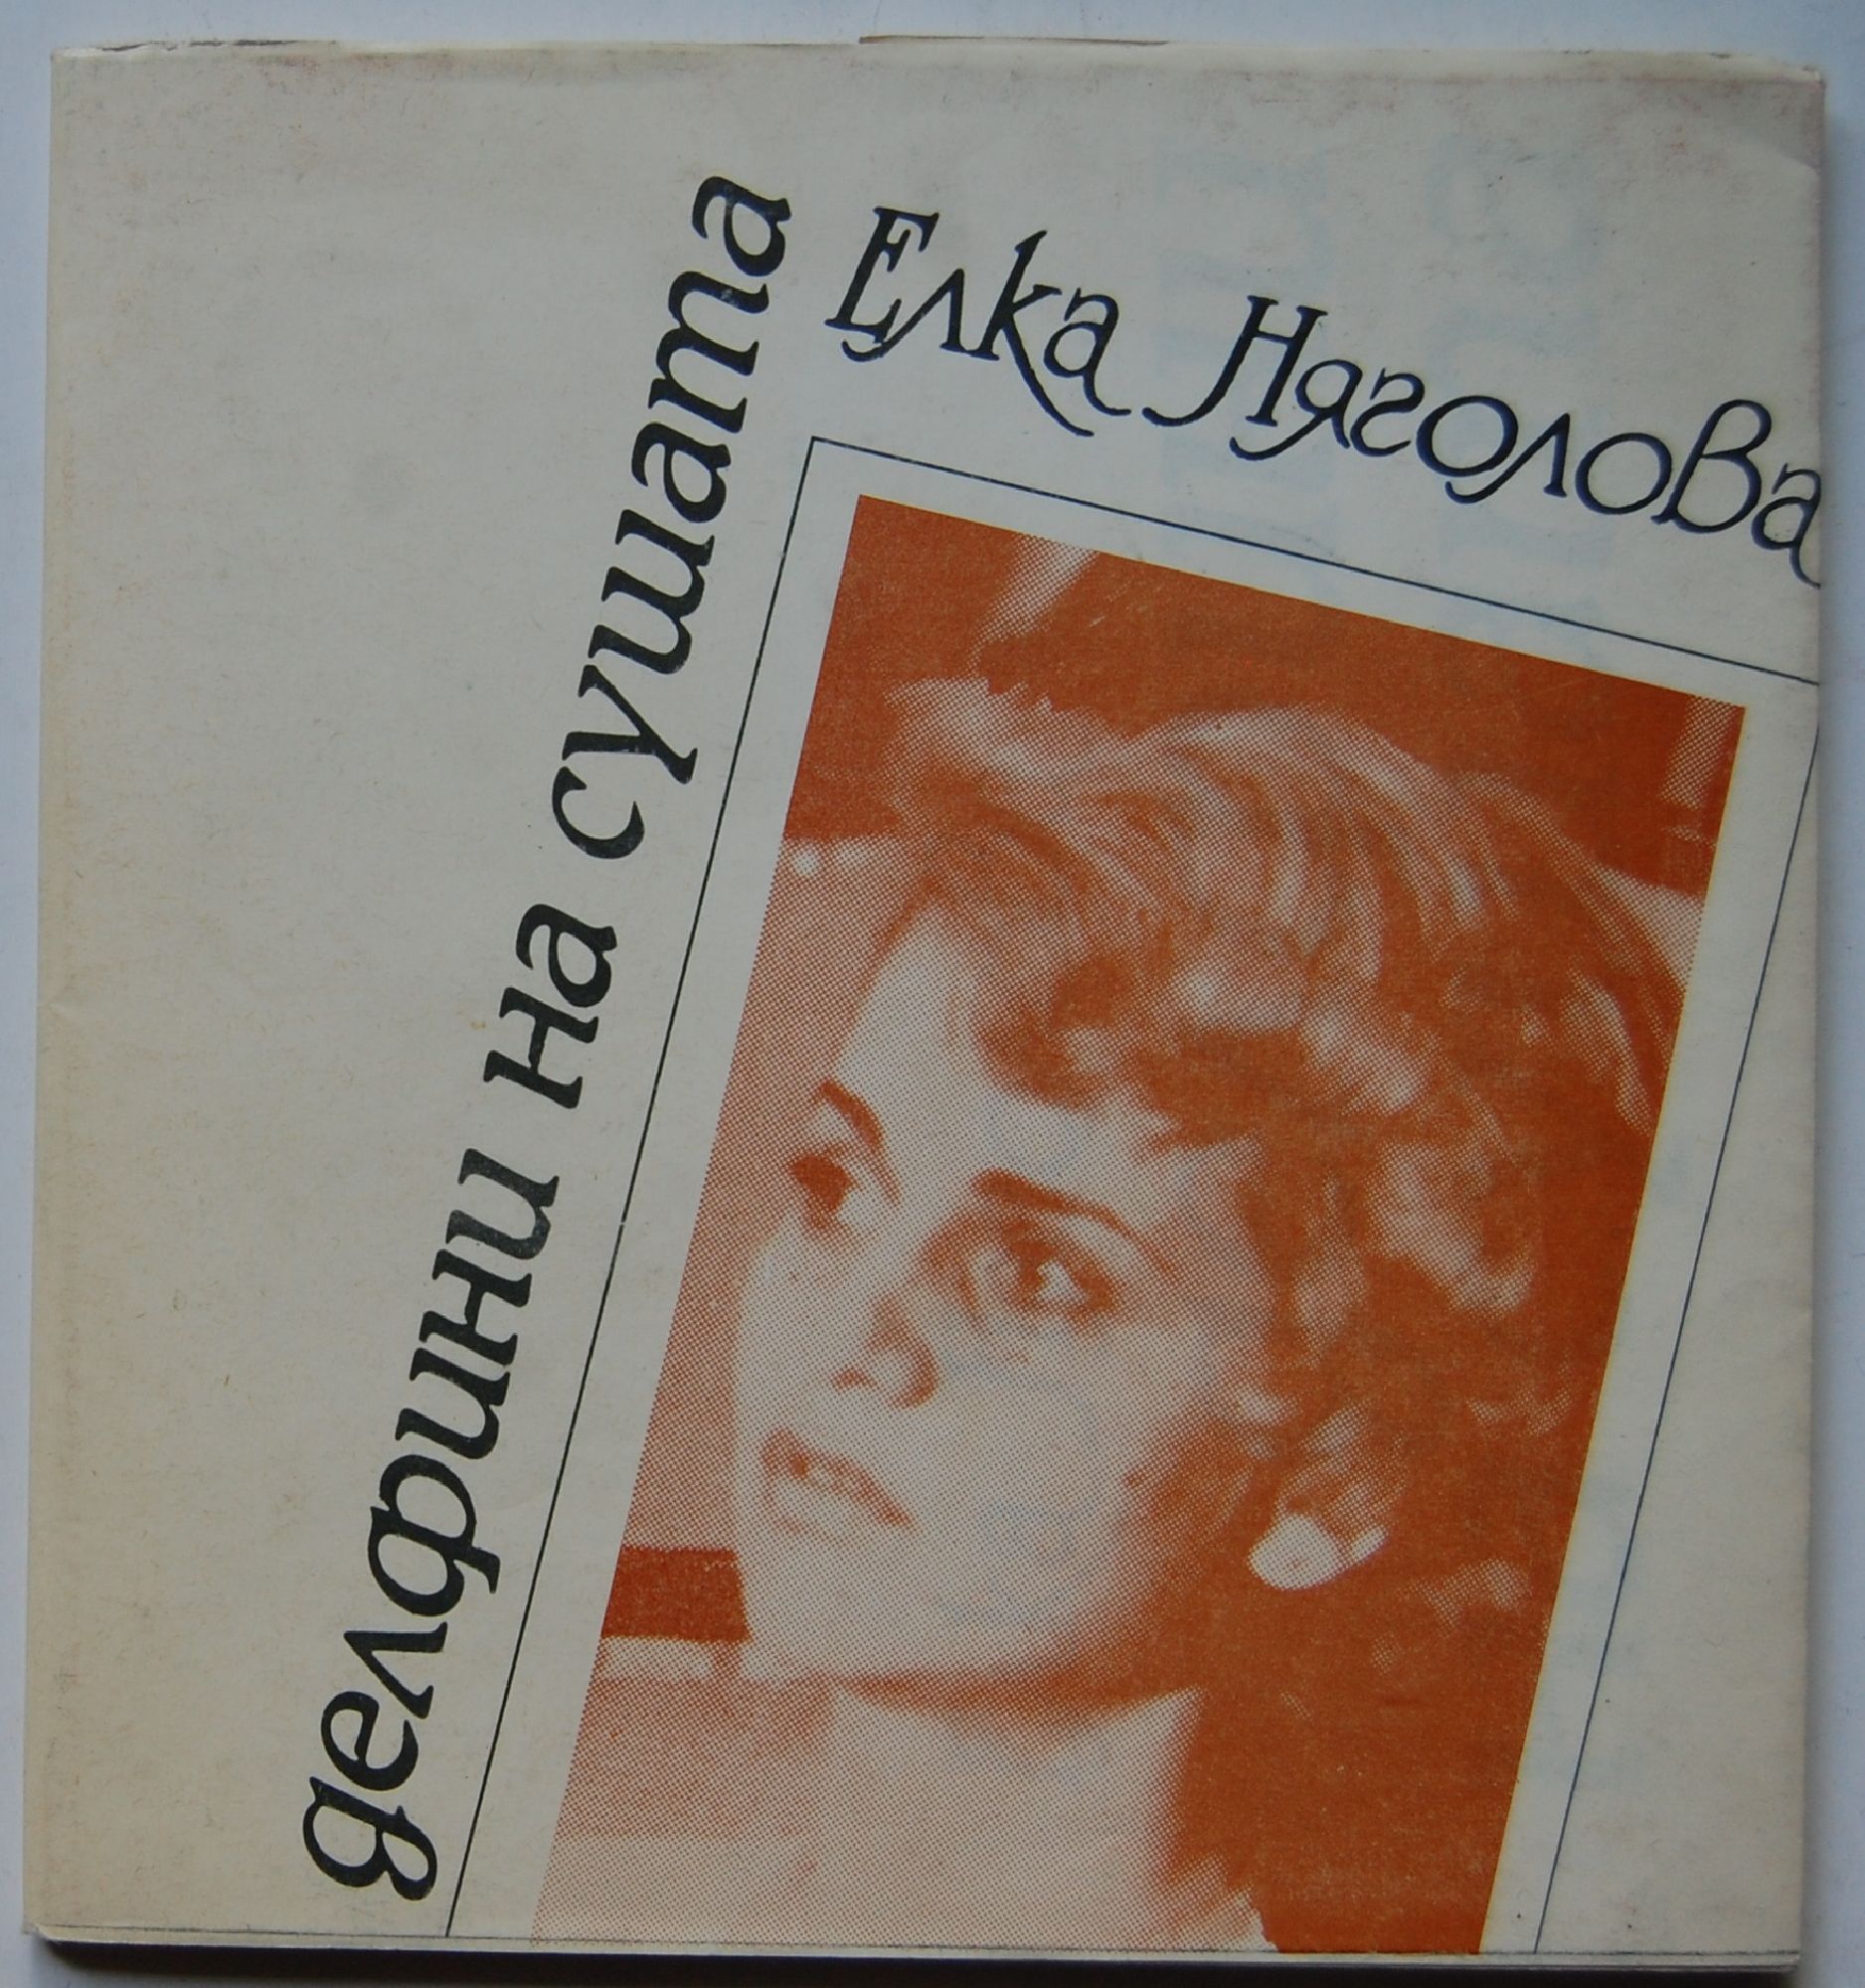 Елка Няголова
делфини на сушата